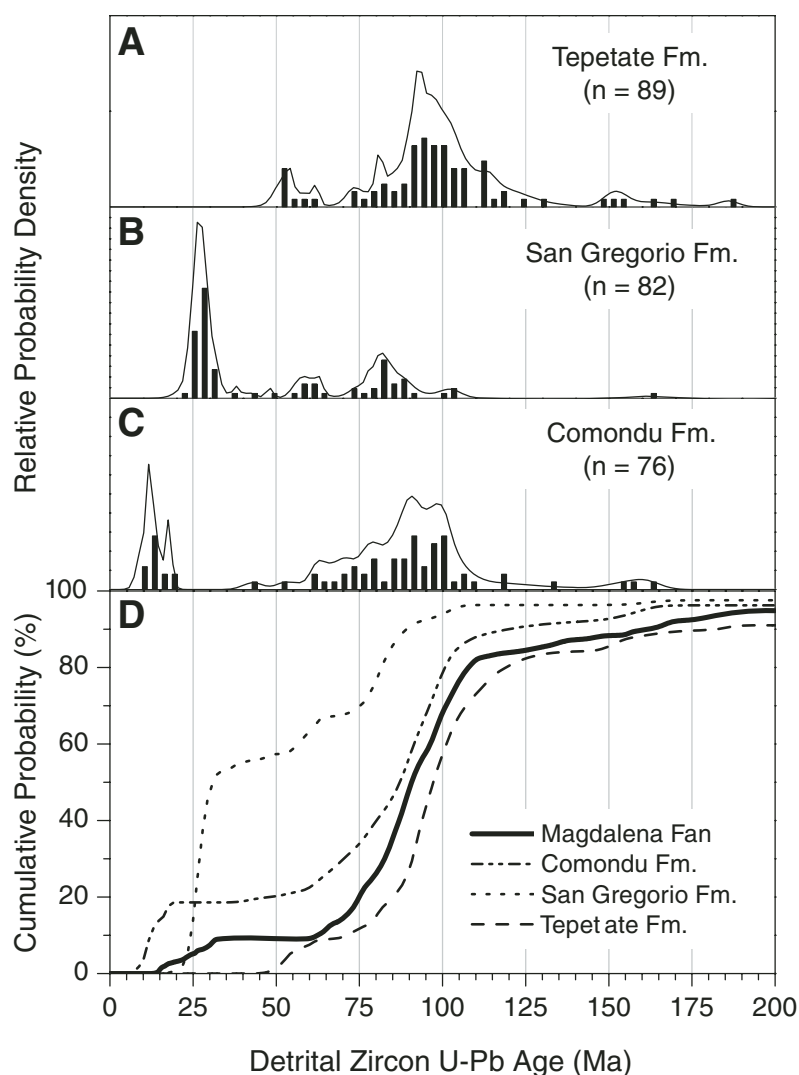 A
Tepetate Fm.
(n = 89)
B
San Gregorio Fm.
(n = 82)
C
Comondu Fm.
(n = 76)
Relative Probability Density
D
100
80
60
40
20
0
Cumulative Probability (%)
Magdalena Fan
Comondu Fm.
San Gregorio Fm.
Tepet ate Fm.
0 25 50 75 100 125 150 175 200
Detrital Zircon U-Pb Age (Ma)